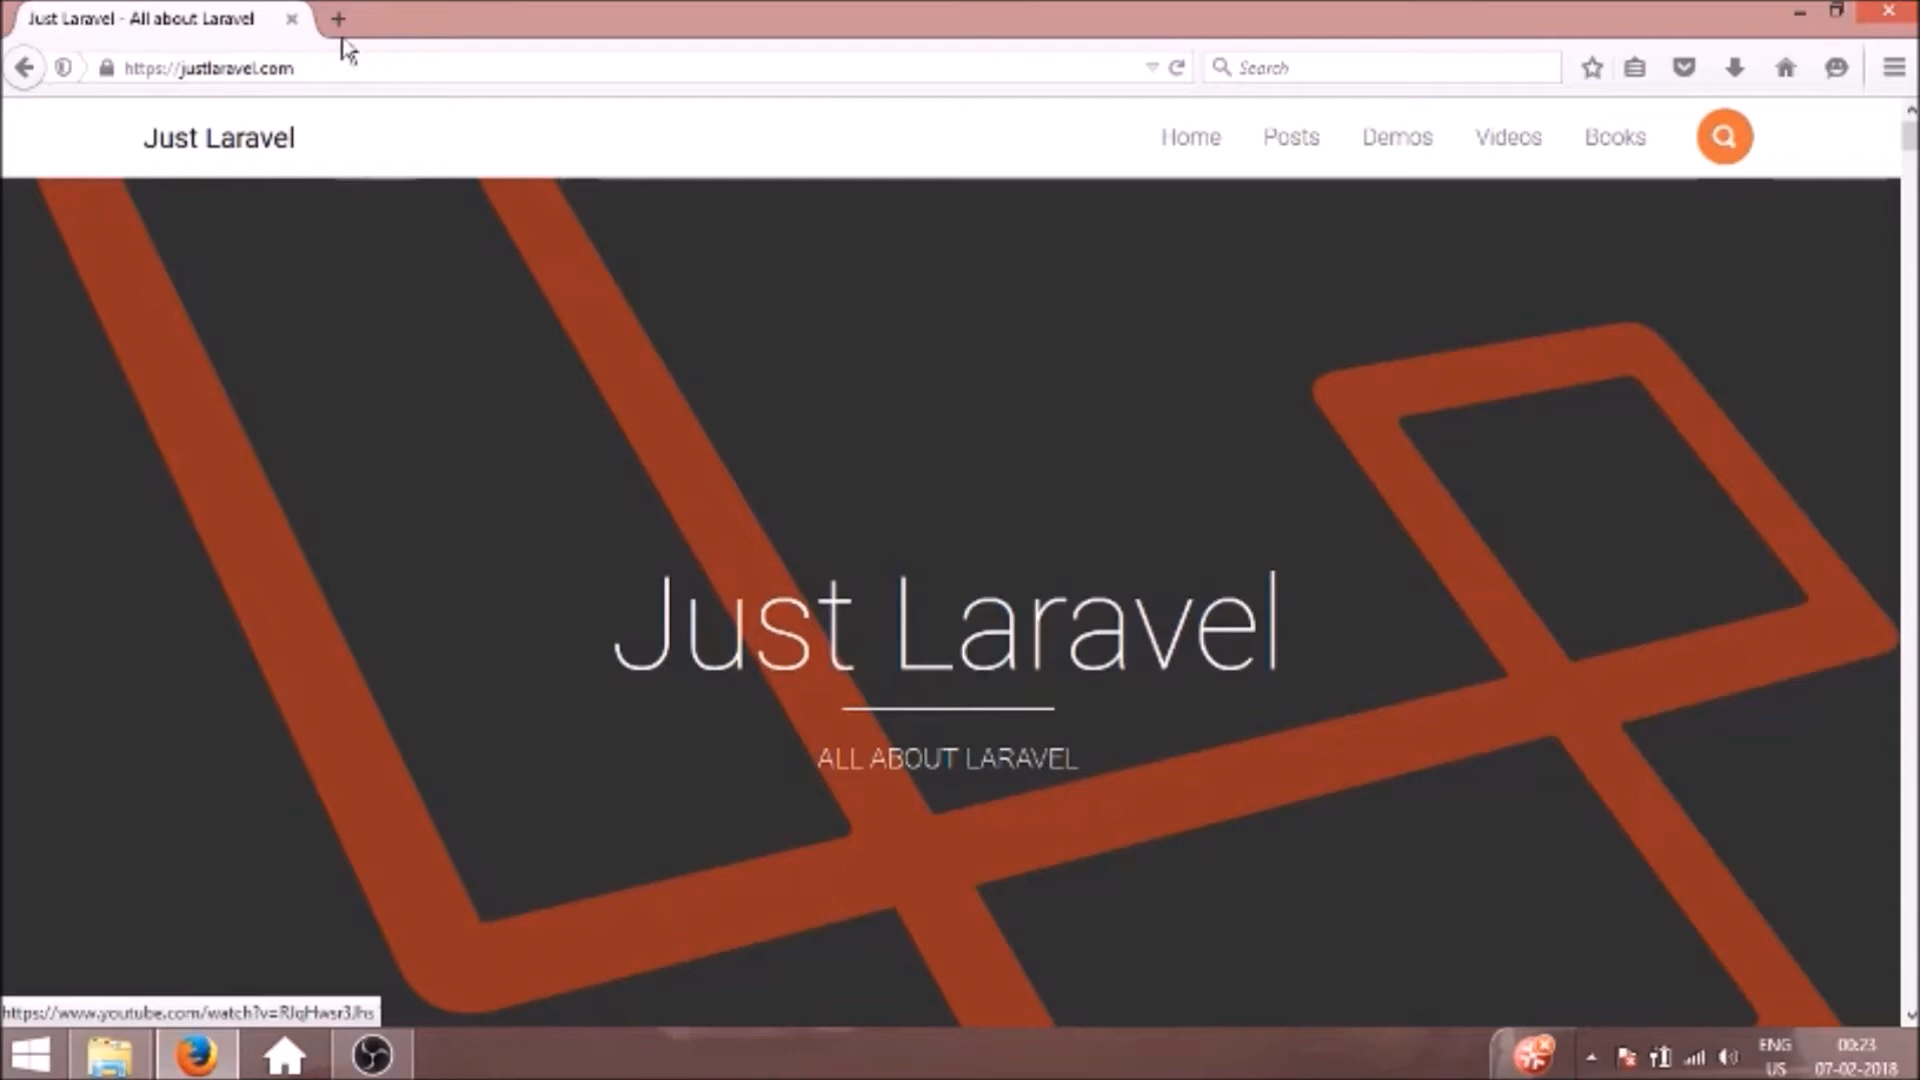 Just Laravel - All about Laravel
https://justlaravel.com
Search
Just Laravel
Home
Posts
Demos
Videos
Books
Just Laravel
ALL ABOUT LARAVEL
ENG
00:23
US
07-02-2018